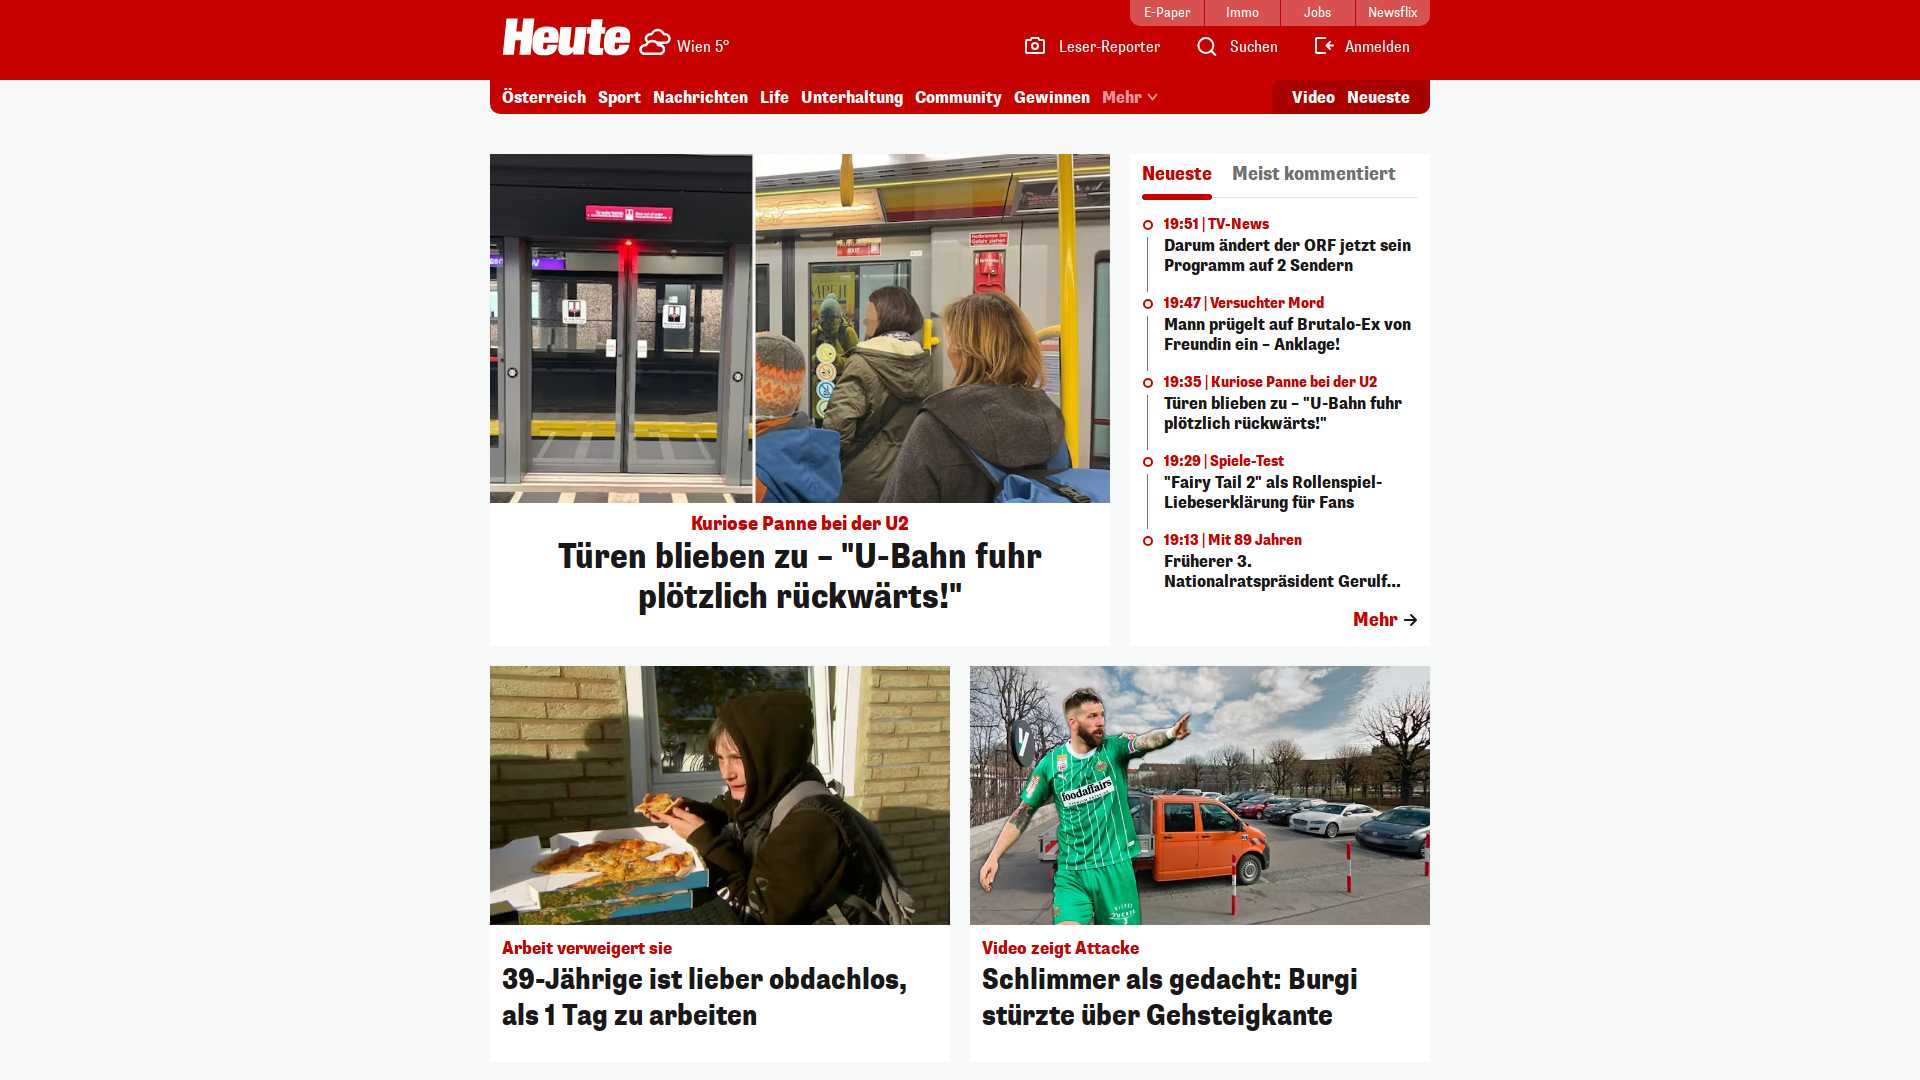 E-Paper
Immo
Jobs
Newsflix
Heute
Wien 5°
Leser-Reporter
Suchen
Anmelden
Österreich
Sport
Nachrichten
Life
Unterhaltung
Community
Gewinnen
Mehr
Video
Neueste
Kuriose Panne bei der U2
Türen blieben zu – "U-Bahn fuhr
plötzlich rückwärts!"
Neueste
Meist kommentiert
19:51 | TV-News
Darum ändert der ORF jetzt sein
Programm auf 2 Sendern
19:47 | Versuchter Mord
Mann prügelt auf Brutalo-Ex von
Freundin ein – Anklage!
19:35 | Kuriose Panne bei der U2
Türen blieben zu – "U-Bahn fuhr
plötzlich rückwärts!"
19:29 | Spiele-Test
"Fairy Tail 2" als Rollenspiel-
Liebeserklärung für Fans
19:13 | Mit 89 Jahren
Früherer 3.
Nationalratspräsident Gerulf...
Mehr
foodaffairs
Arbeit verweigert sie
39-Jährige ist lieber obdachlos,
als 1 Tag zu arbeiten
Video zeigt Attacke
Schlimmer als gedacht: Burgi
stürzte über Gehsteigkante